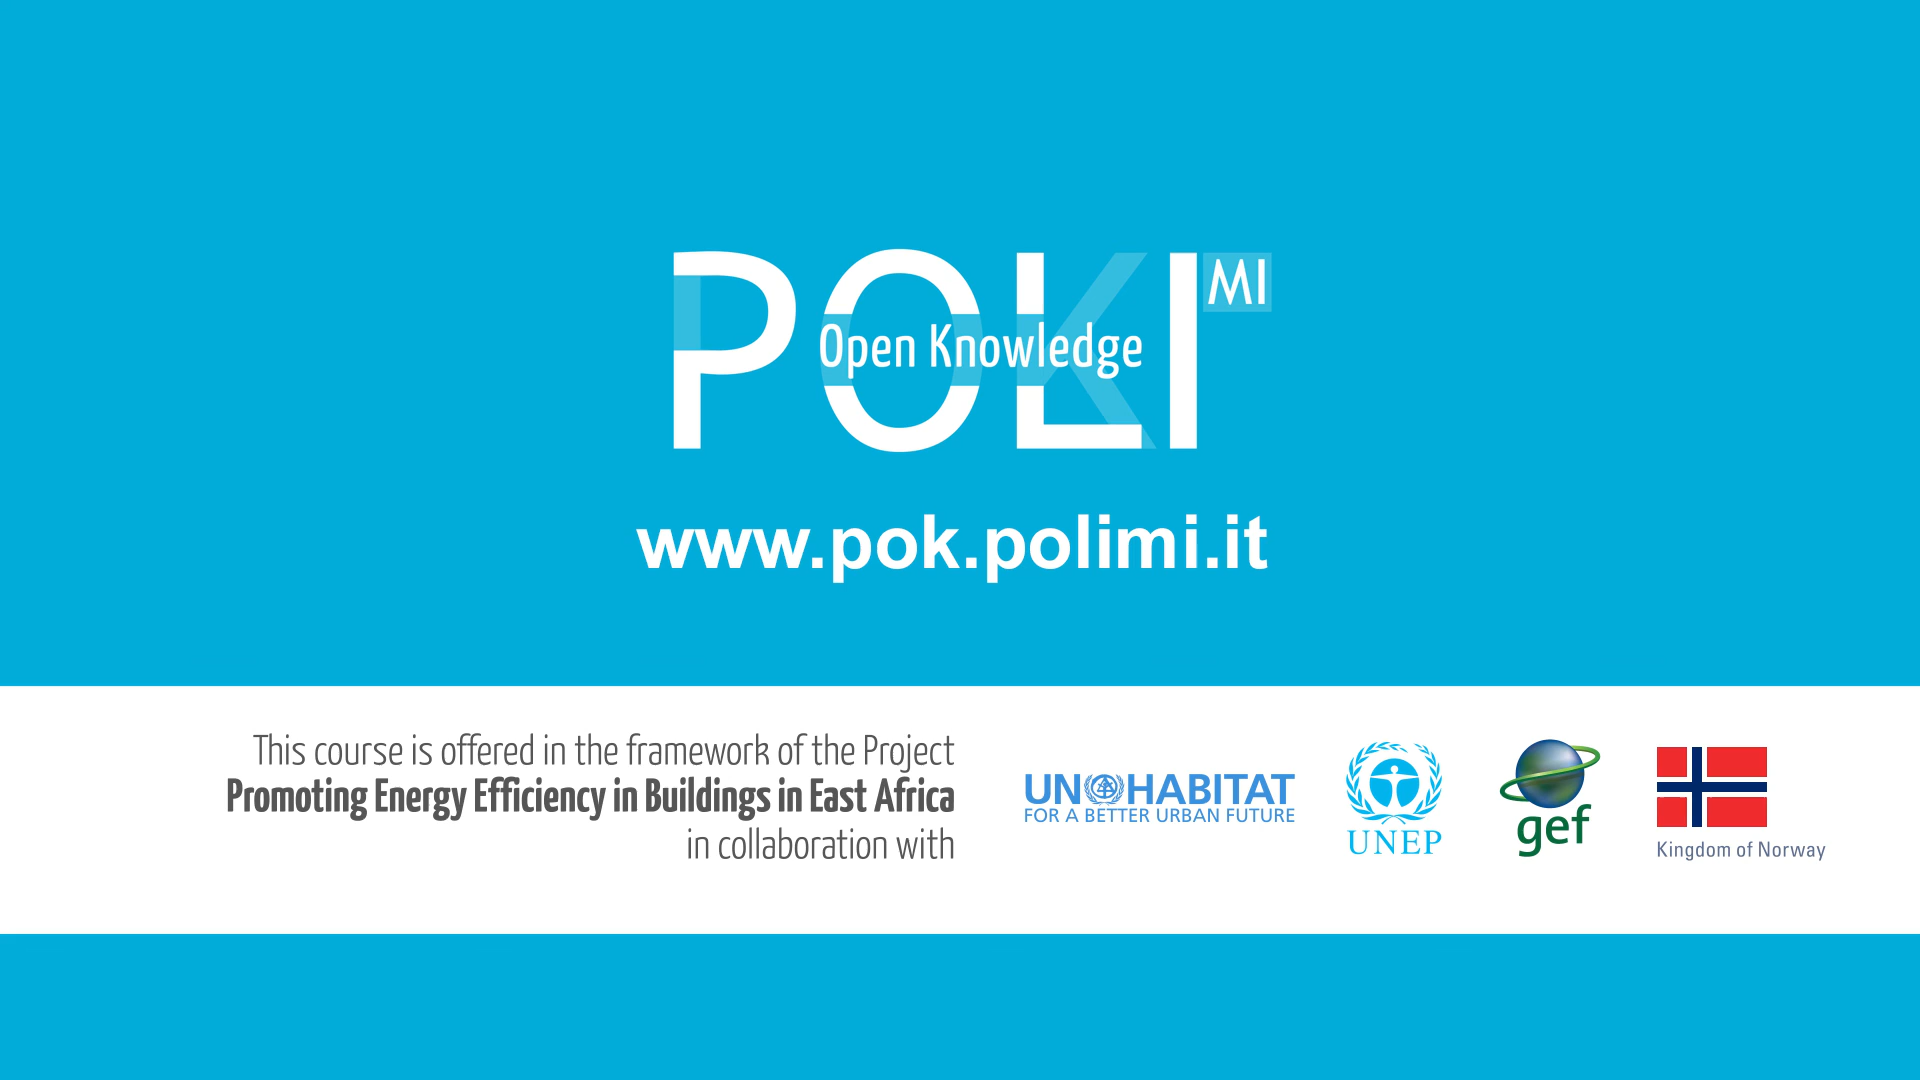 POLI MI
Open Knowledge
www.pok.polimi.it
This course is offered in the framework of the Project
Promoting Energy Efficiency in Buildings in East Africa
in collaboration with
UN HABITAT
FOR A BETTER URBAN FUTURE
UNEP
gef
Kingdom of Norway